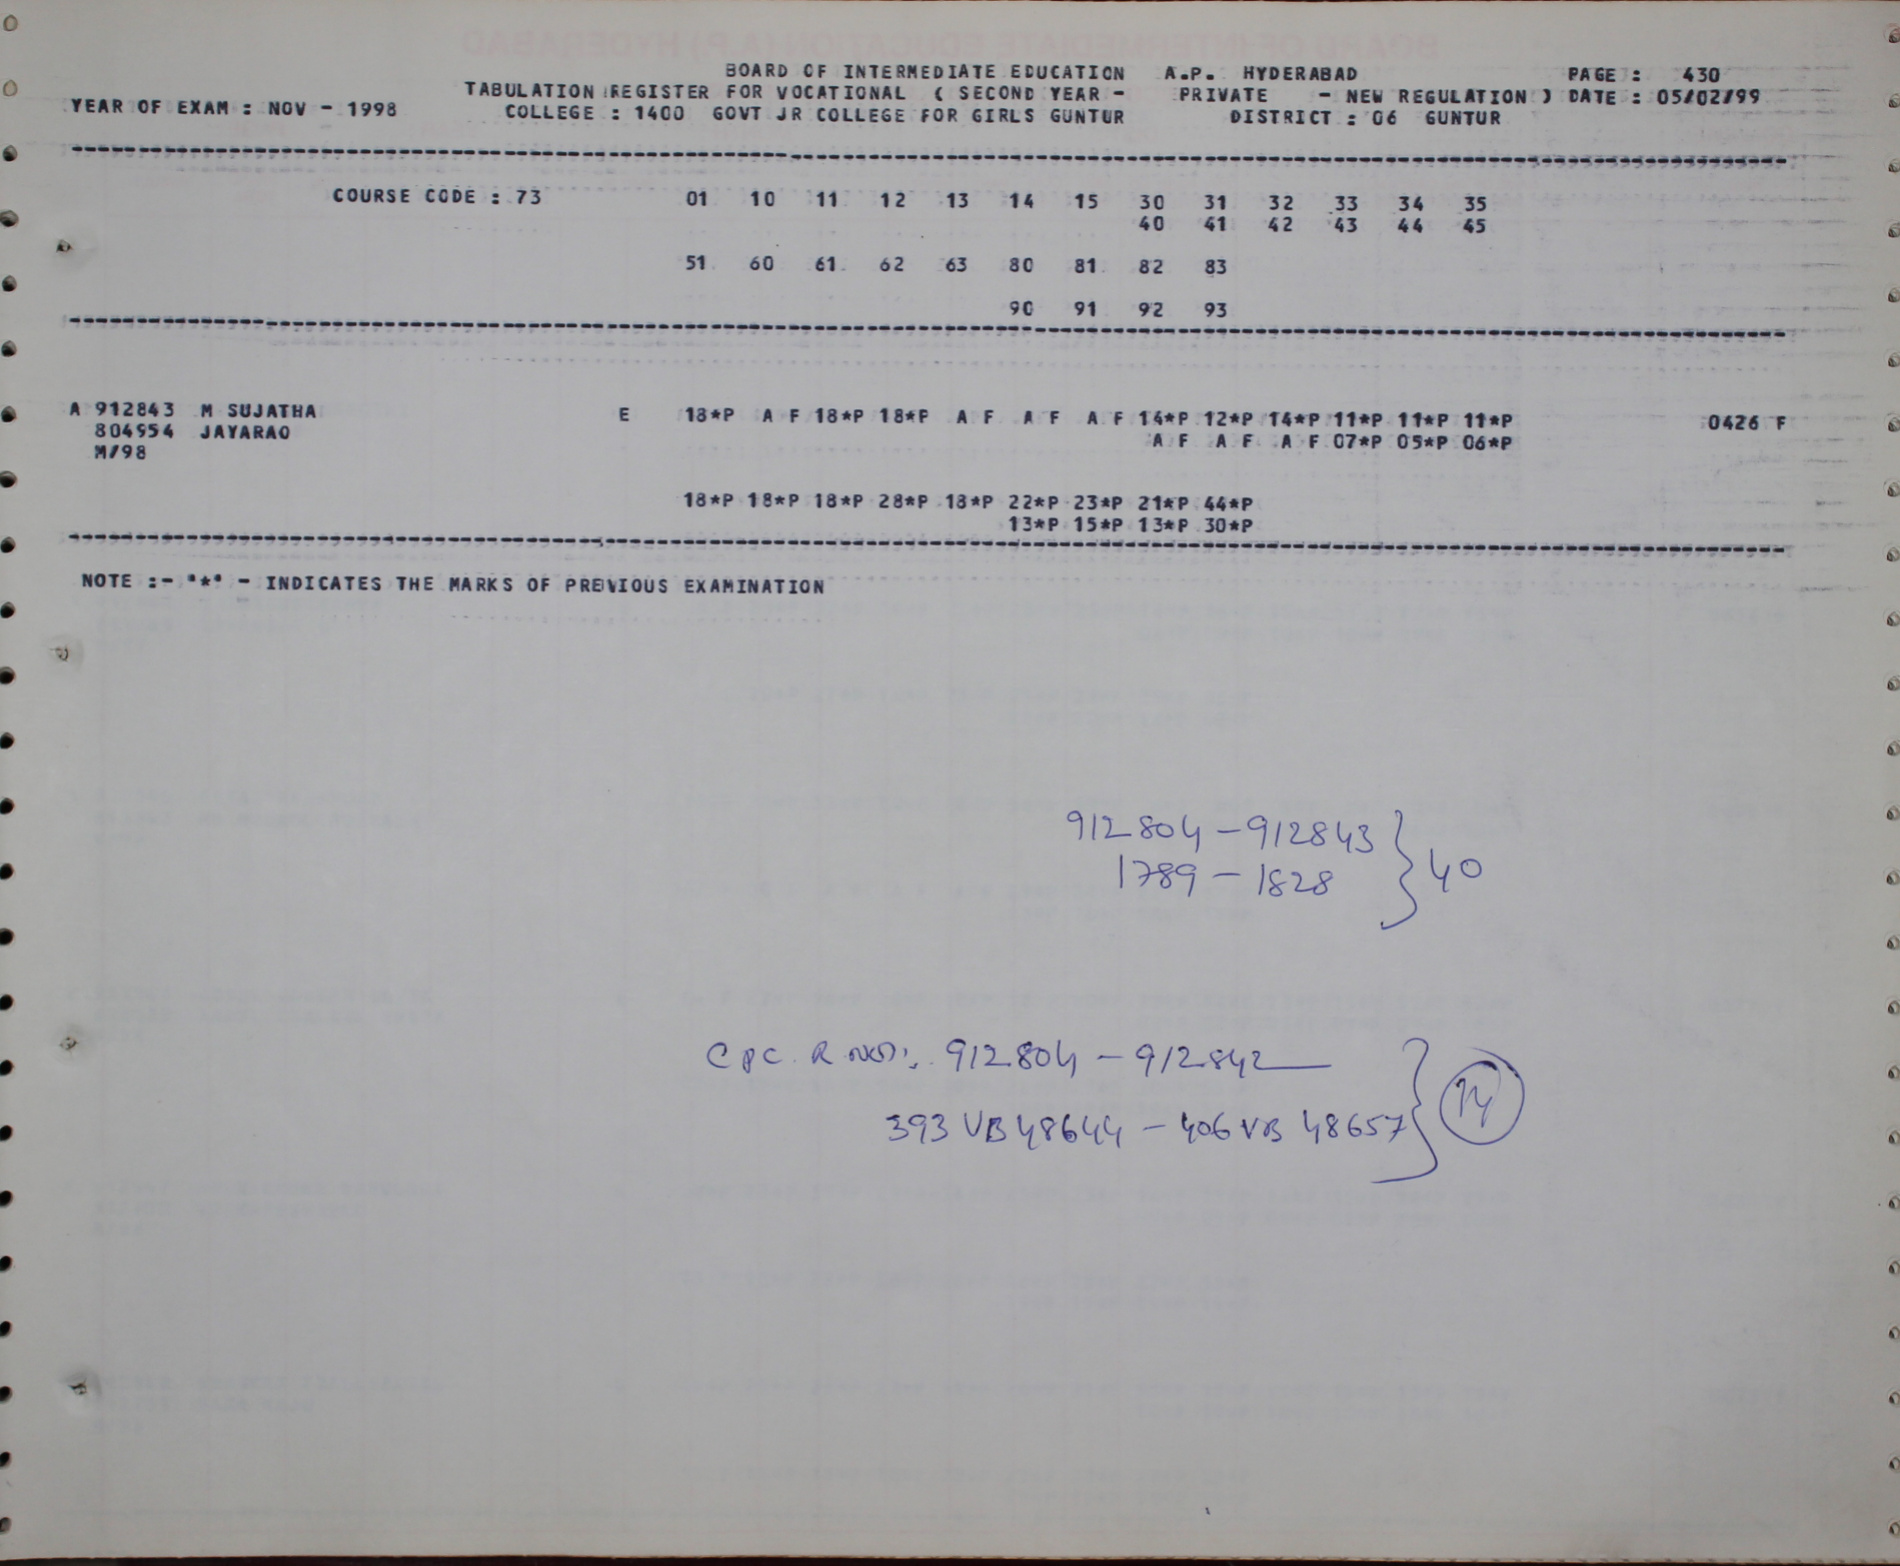 BOARD OF INTERMEDIATE EDUCATION A.P. HYDERABAD PAGE : 430
TABULATION REGISTER FOR VOCATIONAL ( SECOND YEAR - PRIVATE - NEW REGULATION ) DATE : 05/02/99
YEAR OF EXAM : NOV - 1998 COLLEGE : 1400 GOVT JR COLLEGE FOR GIRLS GUNTUR DISTRICT : 06 GUNTUR
COURSE CODE : 73 01 10 11 12 13 14 15 30 31 32 33 34 35
40 41 42 43 44 45
51 60 61 62 63 80 81 82 83
90 91 92 93
A 912843 M SUJATHA E 18*P A F 18*P 18*P A F A F A F 14*P 12*P 14*P 11*P 11*P 11*P 0426 F
804954 JAYARAO A F A F A F 07*P 05*P 06*P
M/98
18*P 18*P 18*P 28*P 18*P 22*P 23*P 21*P 44*P
13*P 15*P 13*P 30*P
NOTE :- "*" - INDICATES THE MARKS OF PREVIOUS EXAMINATION
912804 - 912843 } 40
1789 - 1828
CPC. R NOs:. 912804 - 912842 } 14
393 VB 48644 - 406 VB 48657